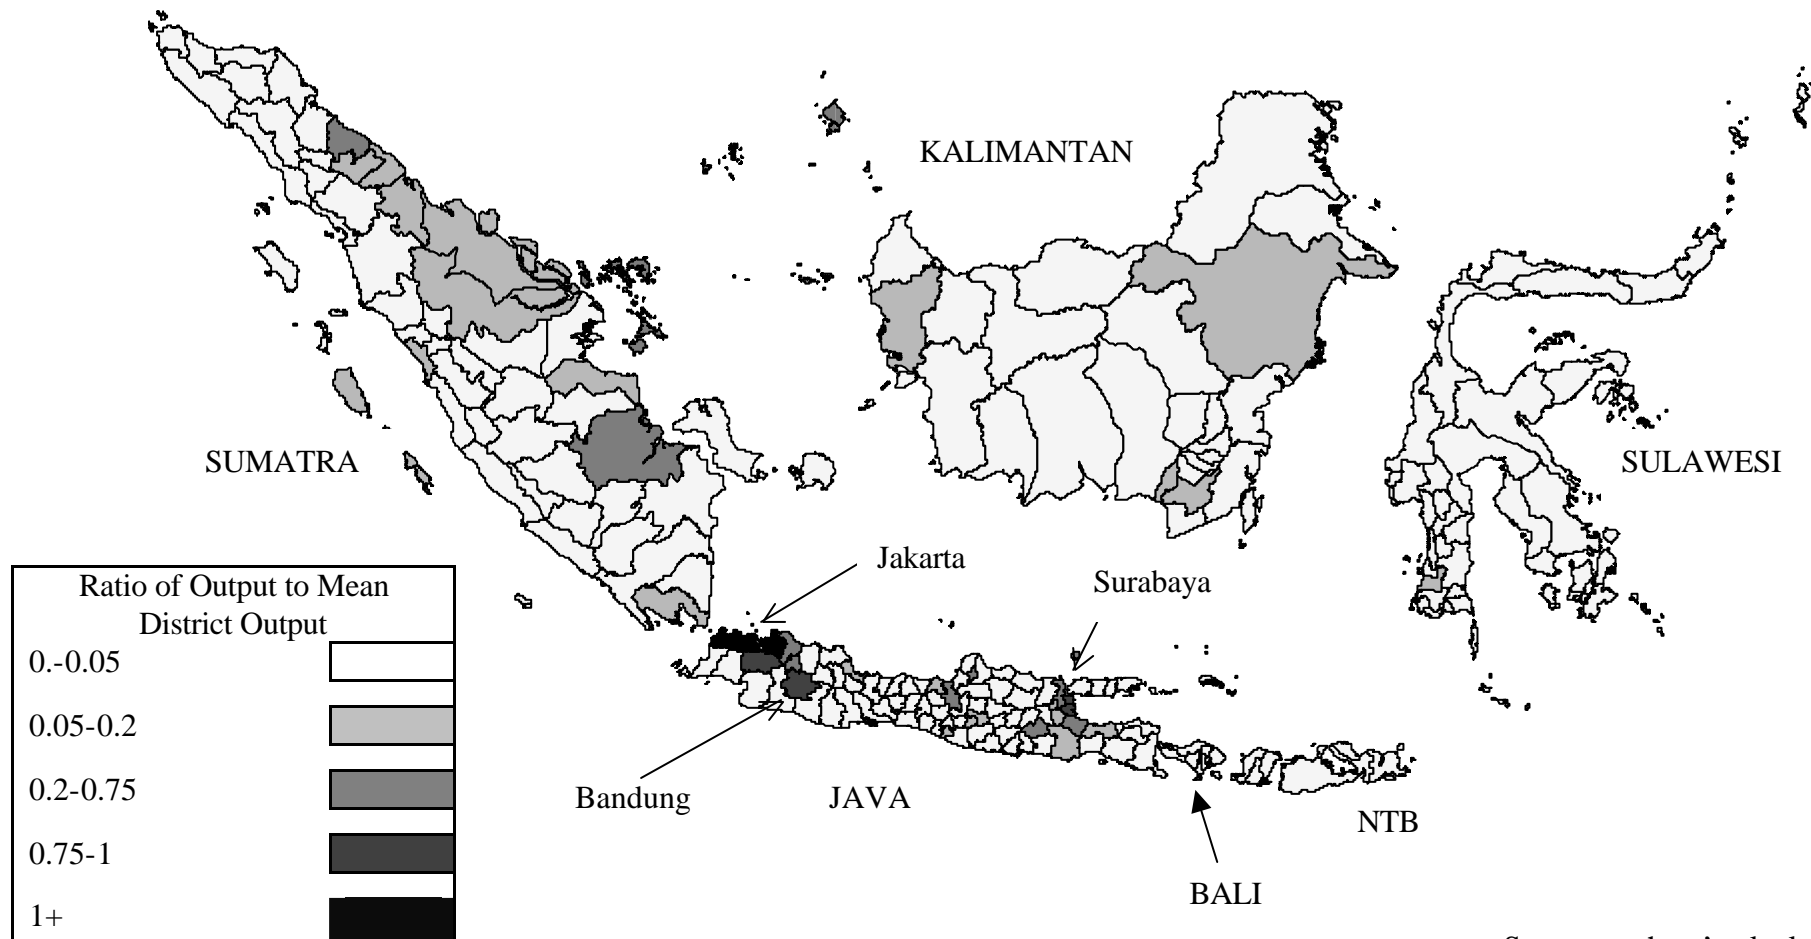 KALIMANTAN
SUMATRA
SULAWESI
Jakarta
Surabaya
Ratio of Output to Mean
District Output
0.-0.05
0.05-0.2
0.2-0.75
0.75-1
1+
Bandung
JAVA
NTB
BALI